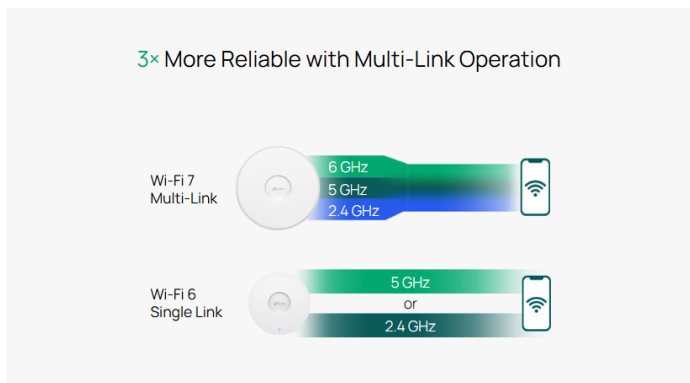 3× More Reliable with Multi-Link Operation
Wi-Fi 7
Multi-Link
6 GHz
5 GHz
2.4 GHz
Wi-Fi 6
Single Link
5 GHz
or
2.4 GHz